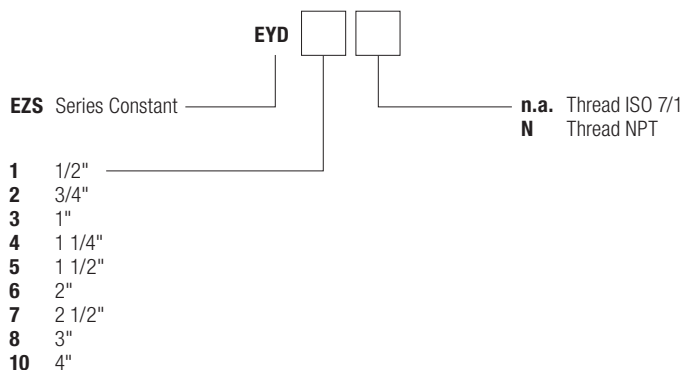 EYD
EZS Series Constant
n.a. Thread ISO 7/1
N Thread NPT
1 1/2"
2 3/4"
3 1"
4 1 1/4"
5 1 1/2"
6 2"
7 2 1/2"
8 3"
10 4"